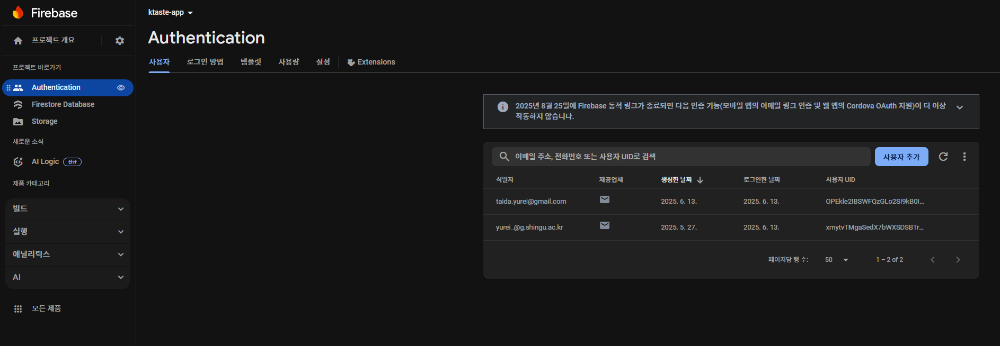 Firebase
프로젝트 개요
프로젝트 바로가기
Authentication
Firestore Database
Storage
새로운 소식
AI Logic 신규
제품 카테고리
빌드
실행
애널리틱스
AI
모든 제품
ktaste-app
Authentication
사용자 로그인 방법 템플릿 사용량 설정 Extensions
2025년 8월 25일에 Firebase 동적 링크가 종료되면 다음 인증 기능(모바일 앱의 이메일 링크 인증 및 웹 앱의 Cordova OAuth 지원)이 더 이상
작동하지 않습니다.
이메일 주소, 전화번호 또는 사용자 UID로 검색 사용자 추가
식별자 제공업체 생성한 날짜 로그인한 날짜 사용자 UID
taida.yurei@gmail.com 2025. 6. 13. 2025. 6. 13. OPEkle2IBSWFQzGLo2SI9kB0I...
yurei_@g.shingu.ac.kr 2025. 5. 27. 2025. 6. 13. xmytvTMgaSedX7bWXSDSBTr...
페이지당 행 수: 50 1 – 2 of 2